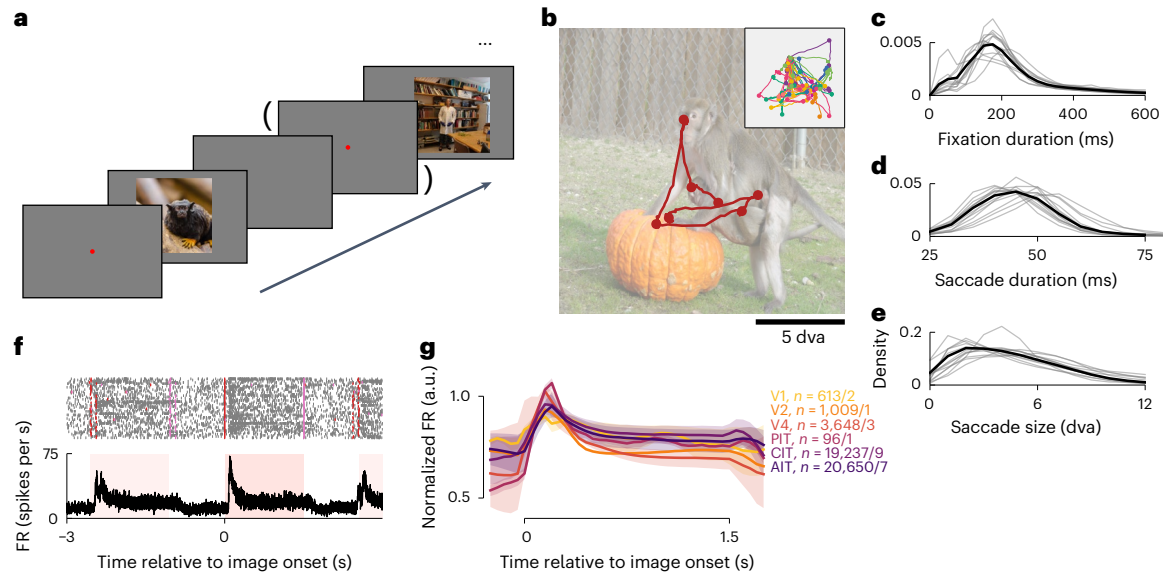 a
...
(
)
b
5 dva
c
0.005
0
0
200
400
600
Fixation duration (ms)
d
0.05
0
25
50
75
Saccade duration (ms)
e
Density
0.2
0
0
6
12
Saccade size (dva)
f
FR (spikes per s)
75
0
−3
0
Time relative to image onset (s)
g
Normalized FR (a.u.)
1.0
0.5
0
1.5
Time relative to image onset (s)
V1, n = 613/2
V2, n = 1,009/1
V4, n = 3,648/3
PIT, n = 96/1
CIT, n = 19,237/9
AIT, n = 20,650/7